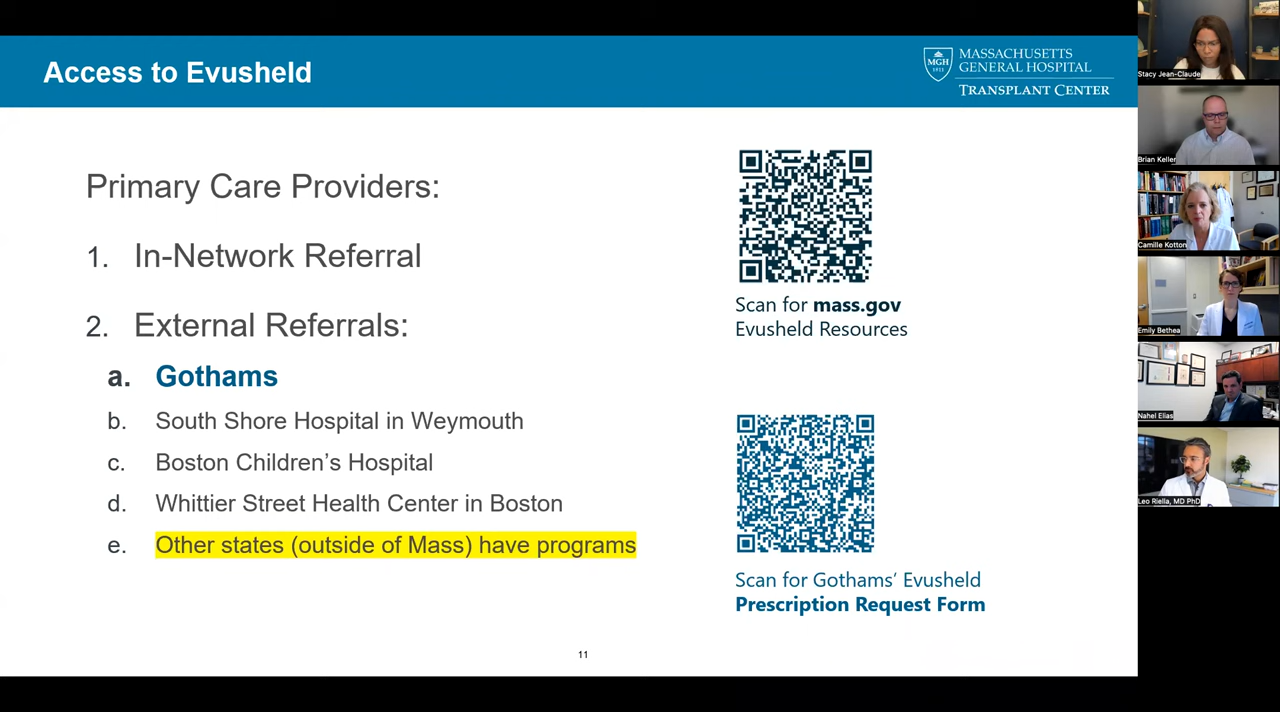 Access to Evusheld
MGH
1811
MASSACHUSETTS
GENERAL HOSPITAL
TRANSPLANT CENTER
Primary Care Providers:
1. In-Network Referral
2. External Referrals:
a. Gothams
b. South Shore Hospital in Weymouth
c. Boston Children’s Hospital
d. Whittier Street Health Center in Boston
e. Other states (outside of Mass) have programs
Scan for mass.gov
Evusheld Resources
Scan for Gothams’ Evusheld
Prescription Request Form
11
Stacy Jean-Claude
Brian Keller
Camille Kotton
Emily Bethea
Nahel Elias
Leo Riella, MD PhD